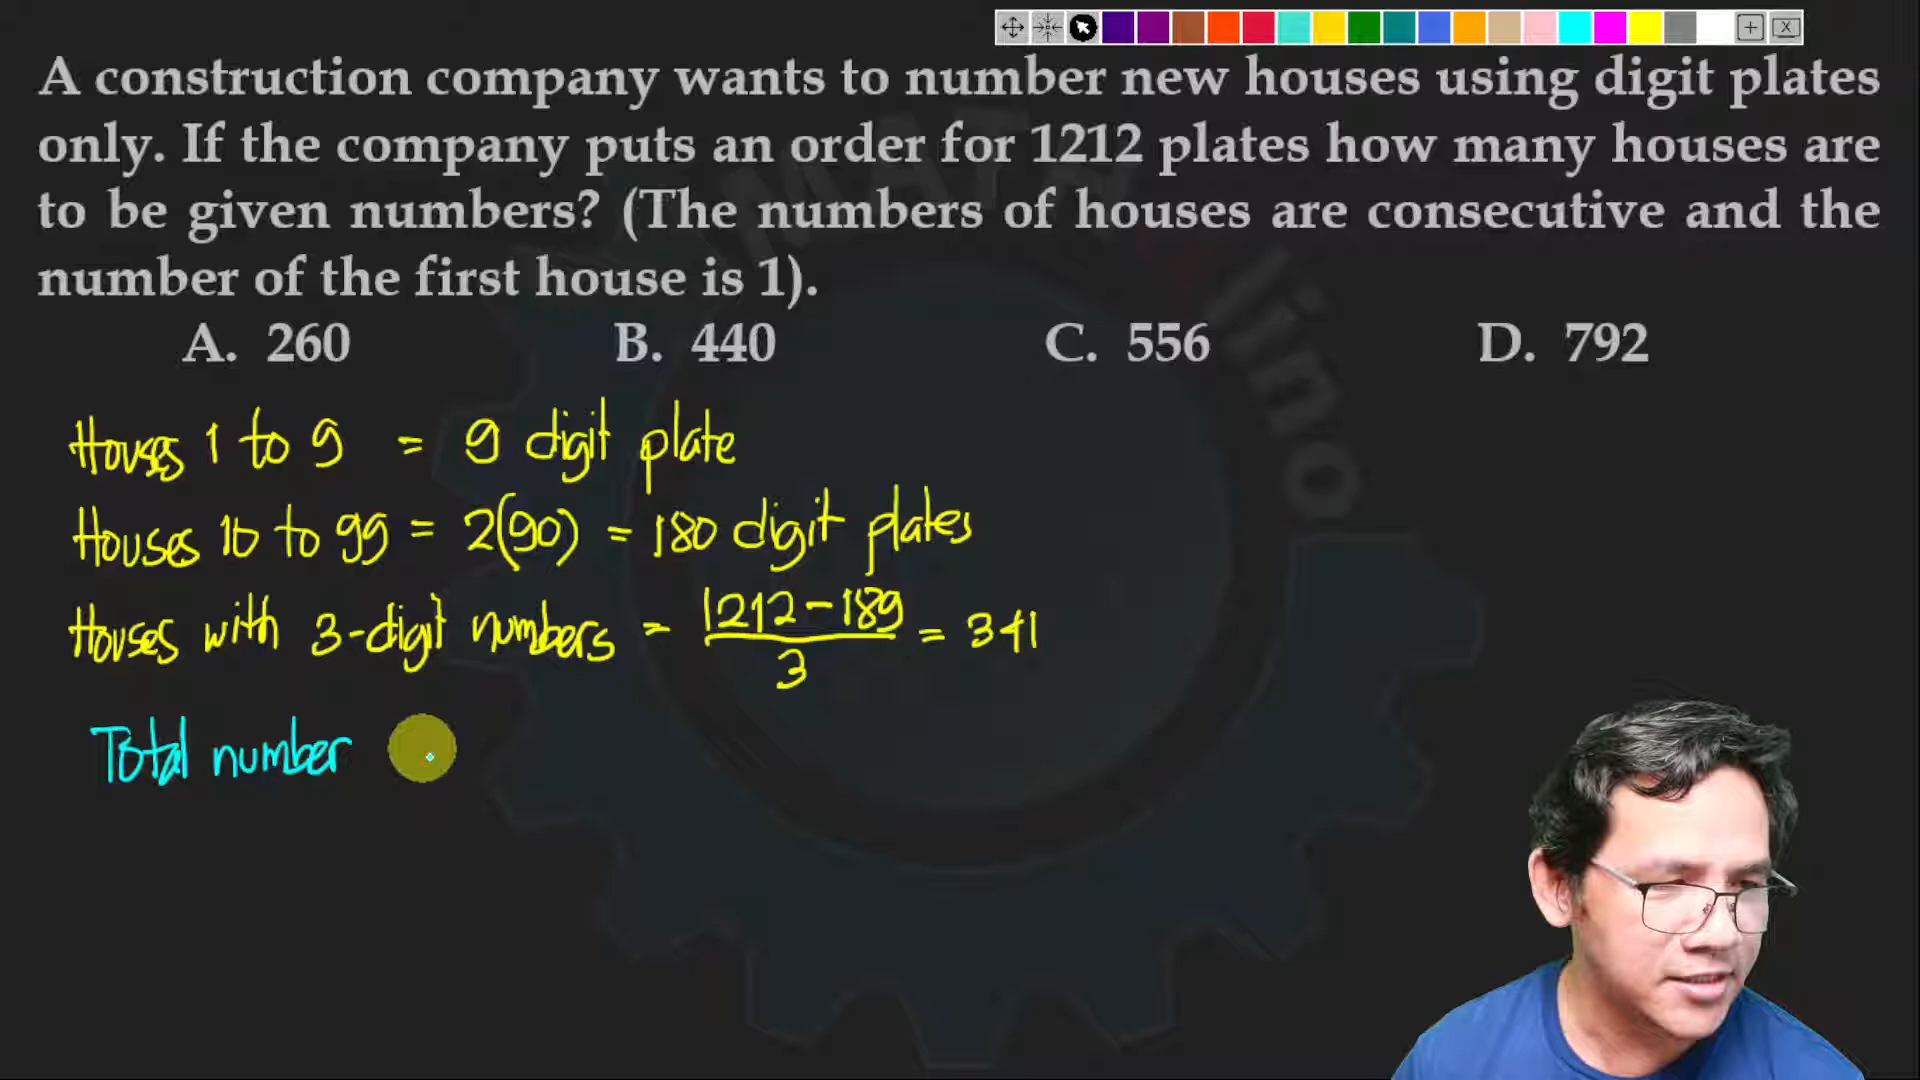 A construction company wants to number new houses using digit plates
only. If the company puts an order for 1212 plates how many houses are
to be given numbers? (The numbers of houses are consecutive and the
number of the first house is 1).
A. 260 B. 440 C. 556 D. 792
Houses 1 to 9 = 9 digit plate
Houses 10 to 99 = 2(90) = 180 digit plates
Houses with 3-digit numbers = \frac{1212-189}{3} = 341
Total number